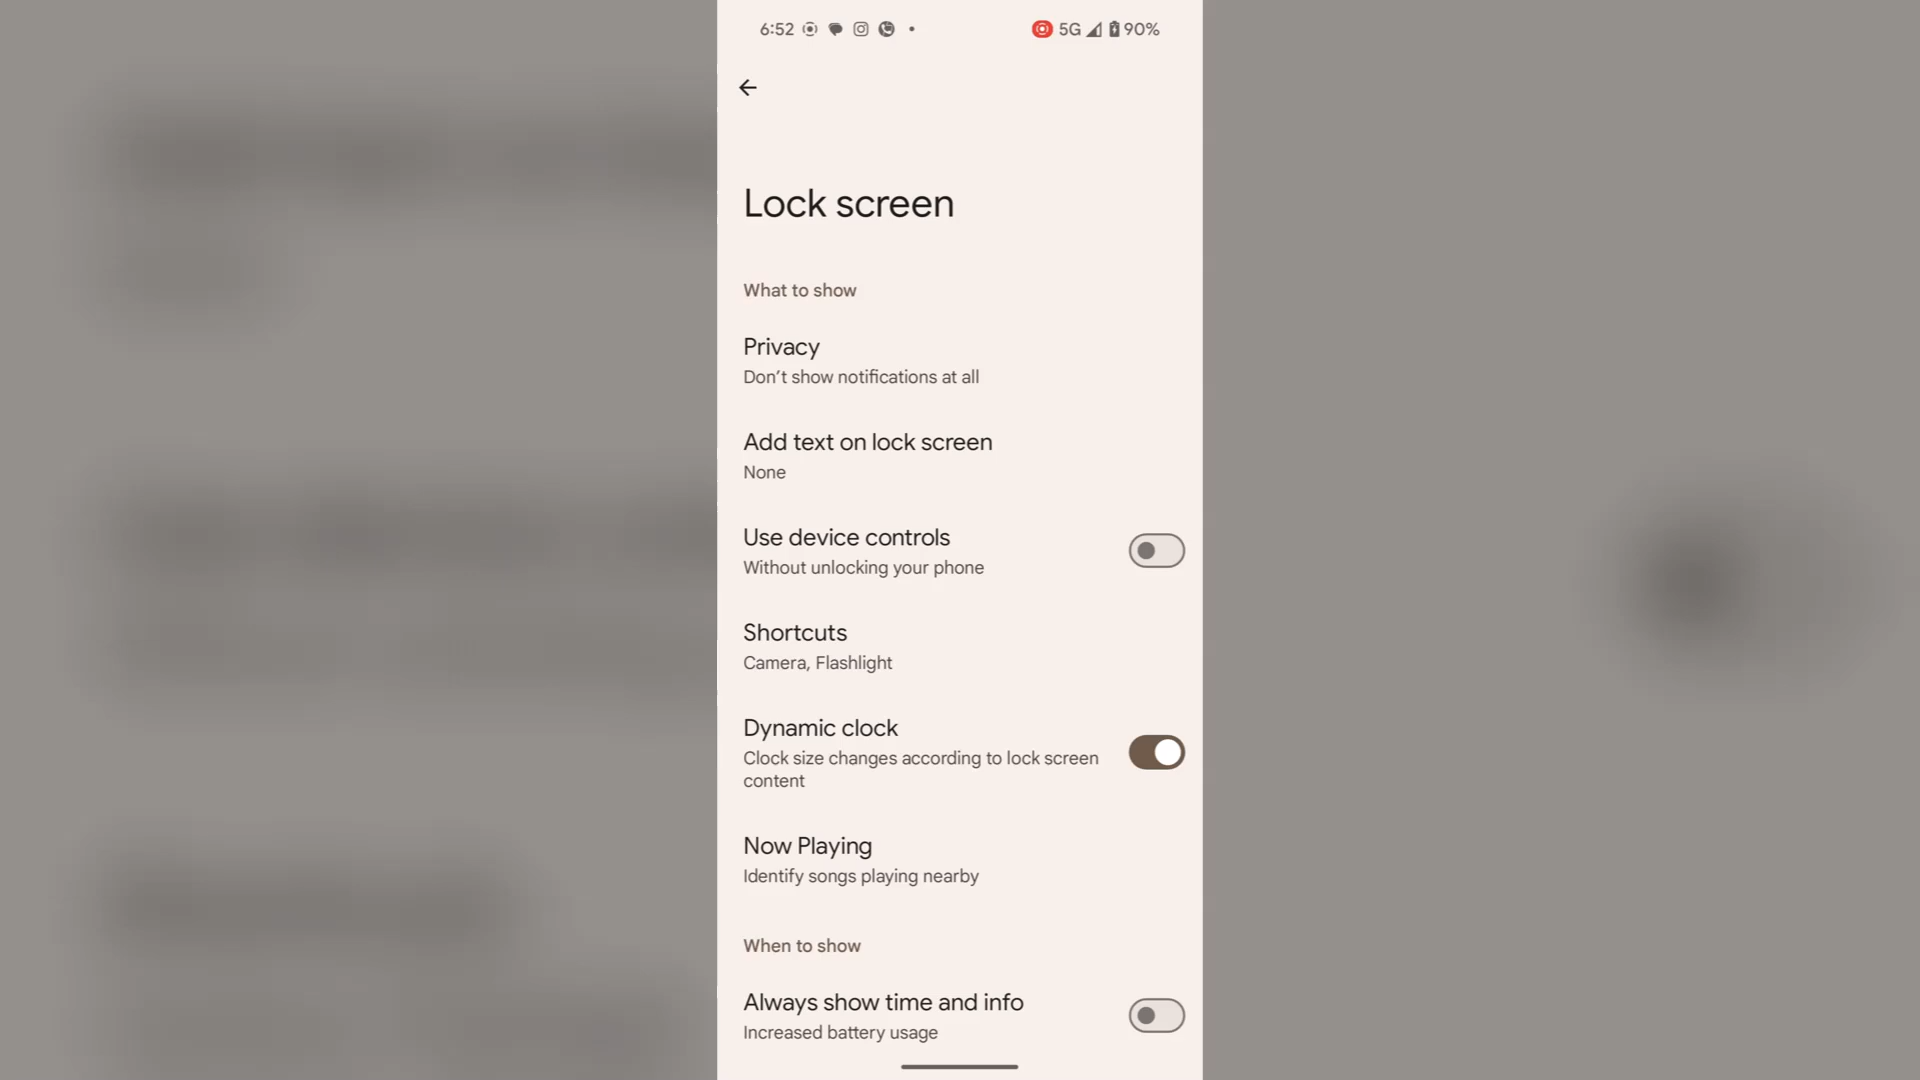 6:52 5G 90%
Lock screen
What to show
Privacy
Don’t show notifications at all
Add text on lock screen
None
Use device controls
Without unlocking your phone
Shortcuts
Camera, Flashlight
Dynamic clock
Clock size changes according to lock screen
content
Now Playing
Identify songs playing nearby
When to show
Always show time and info
Increased battery usage